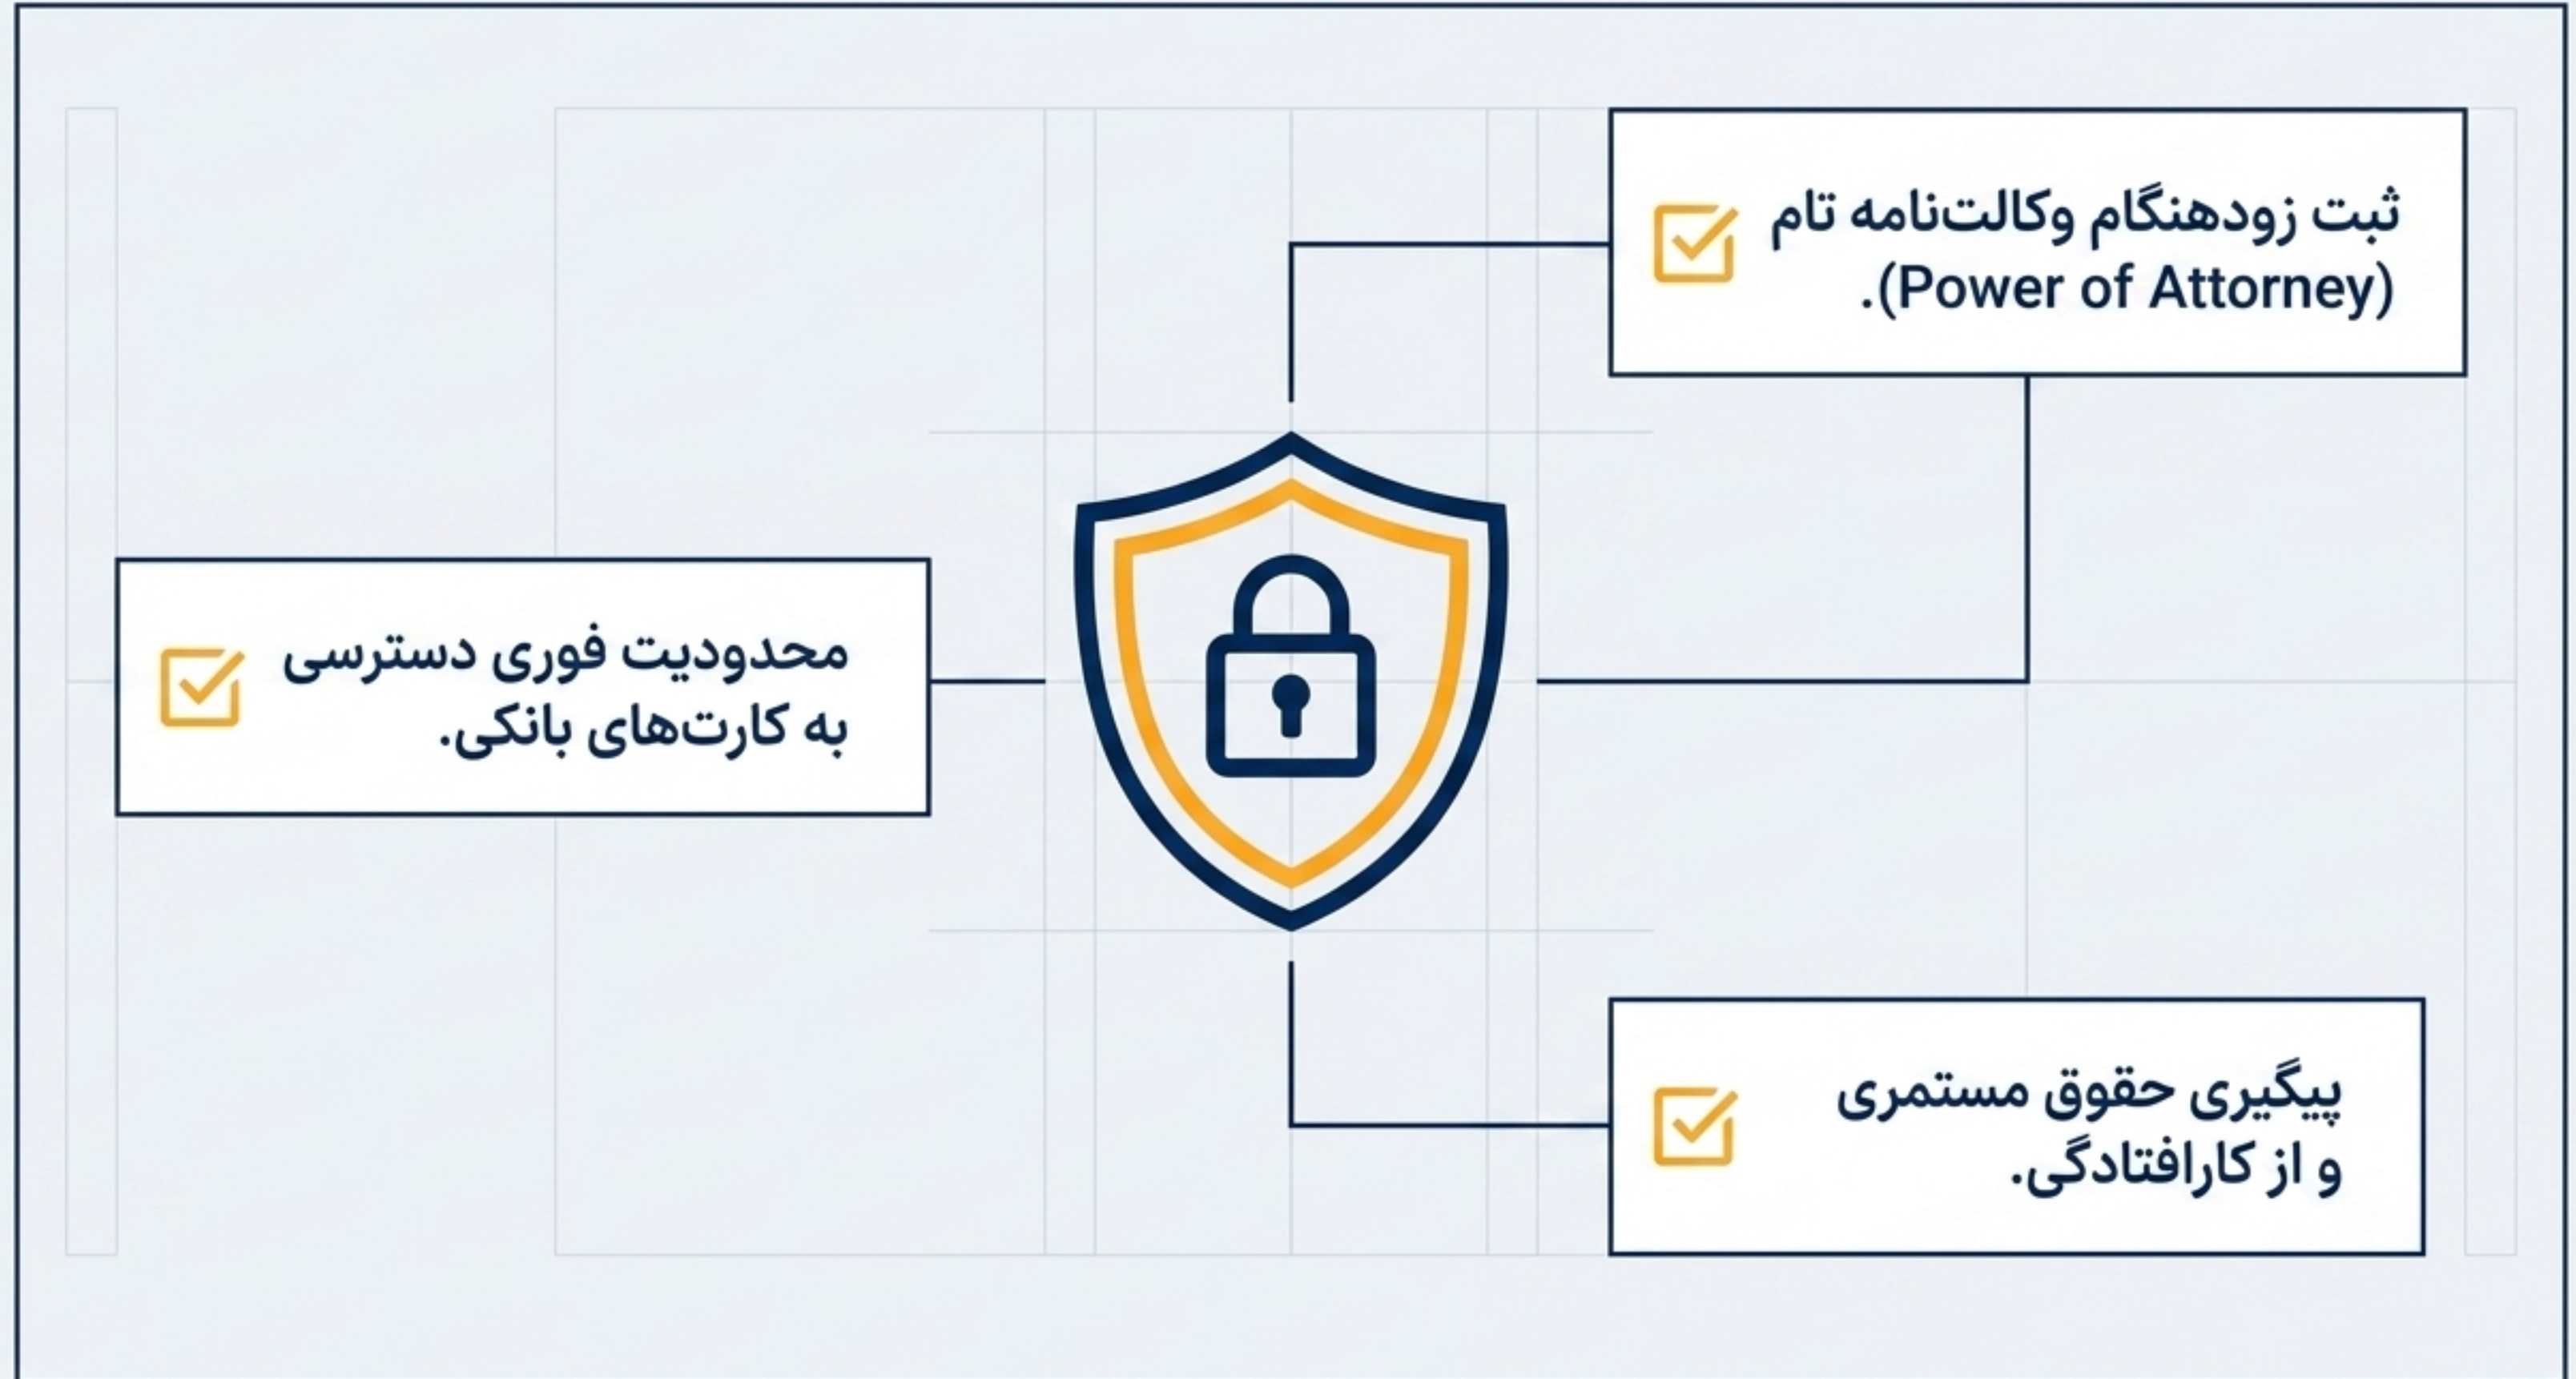 ثبت زودهنگام وکالت‌نامه تام
(Power of Attorney).
محدودیت فوری دسترسی
به کارت‌های بانکی.
پیگیری حقوق مستمری
و از کارافتادگی.